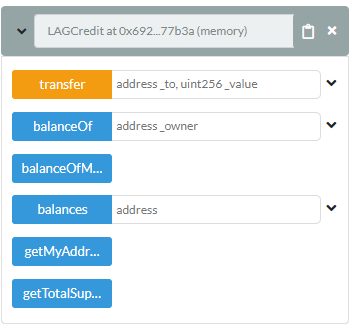 LAGCredit at 0x692...77b3a (memory)
transfer address _to, uint256 _value
balanceOf address _owner
balanceOfM...
balances address
getMyAddr...
getTotalSup...